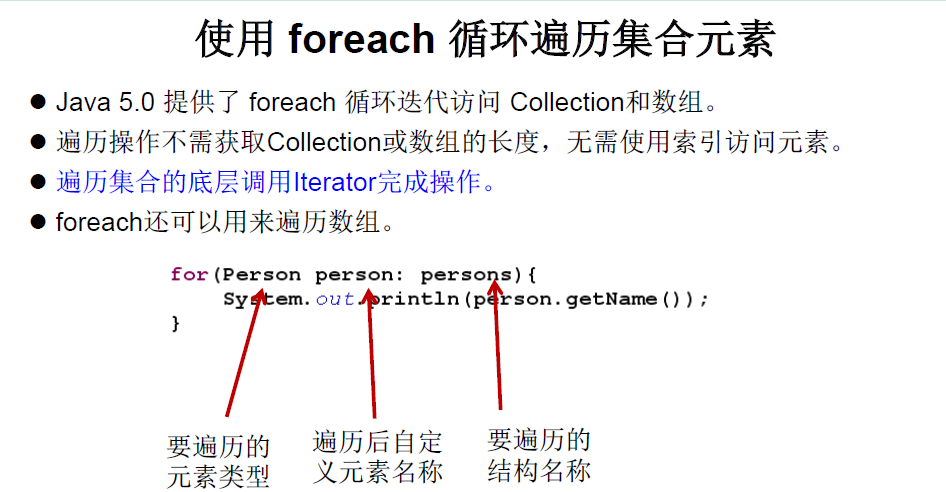 使用 foreach 循环遍历集合元素
● Java 5.0 提供了 foreach 循环迭代访问 Collection和数组。
● 遍历操作不需获取Collection或数组的长度，无需使用索引访问元素。
● 遍历集合的底层调用Iterator完成操作。
● foreach还可以用来遍历数组。
for(Person person: persons){
System.out.println(person.getName());
}
要遍历的
元素类型
遍历后自定
义元素名称
要遍历的
结构名称